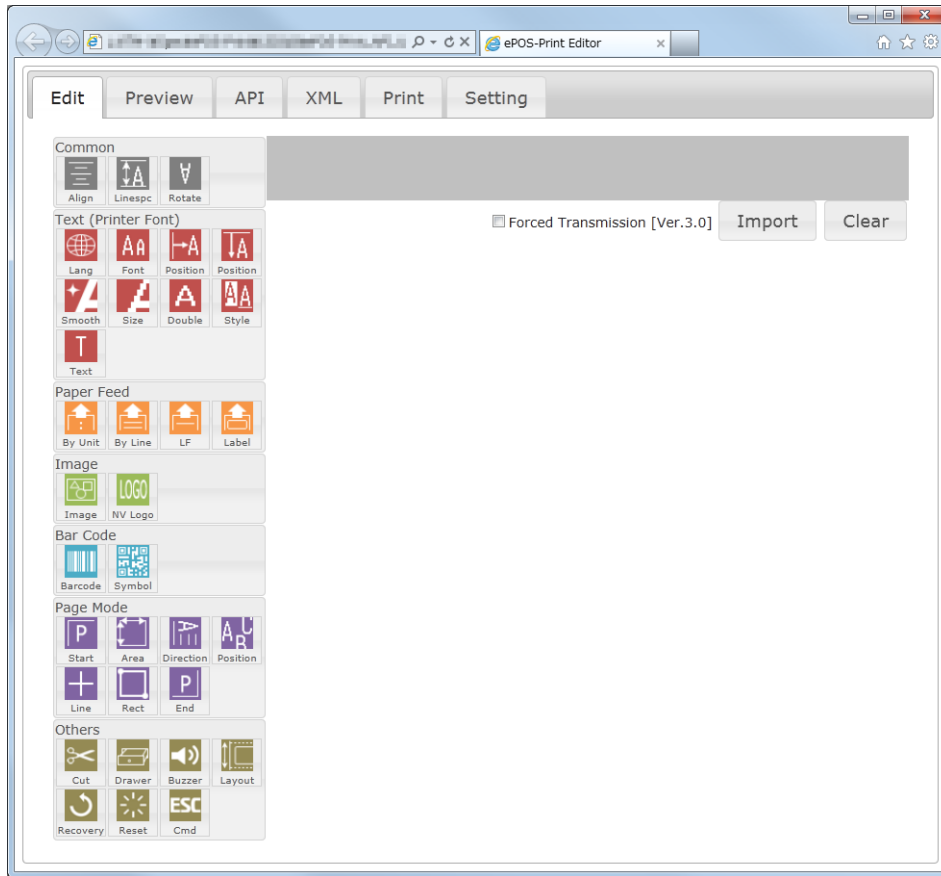 ePOS-Print Editor
Edit Preview API XML Print Setting
Common
Align Linespc Rotate
Forced Transmission [Ver.3.0] Import Clear
Text (Printer Font)
Lang Font Position Position
Smooth Size Double Style
T
Text
Paper Feed
By Unit By Line LF Label
Image
LOGO
Image NV Logo
Bar Code
Barcode Symbol
Page Mode
Start Area Direction Position
Line Rect End
Others
Cut Drawer Buzzer Layout
ESC
Recovery Reset Cmd